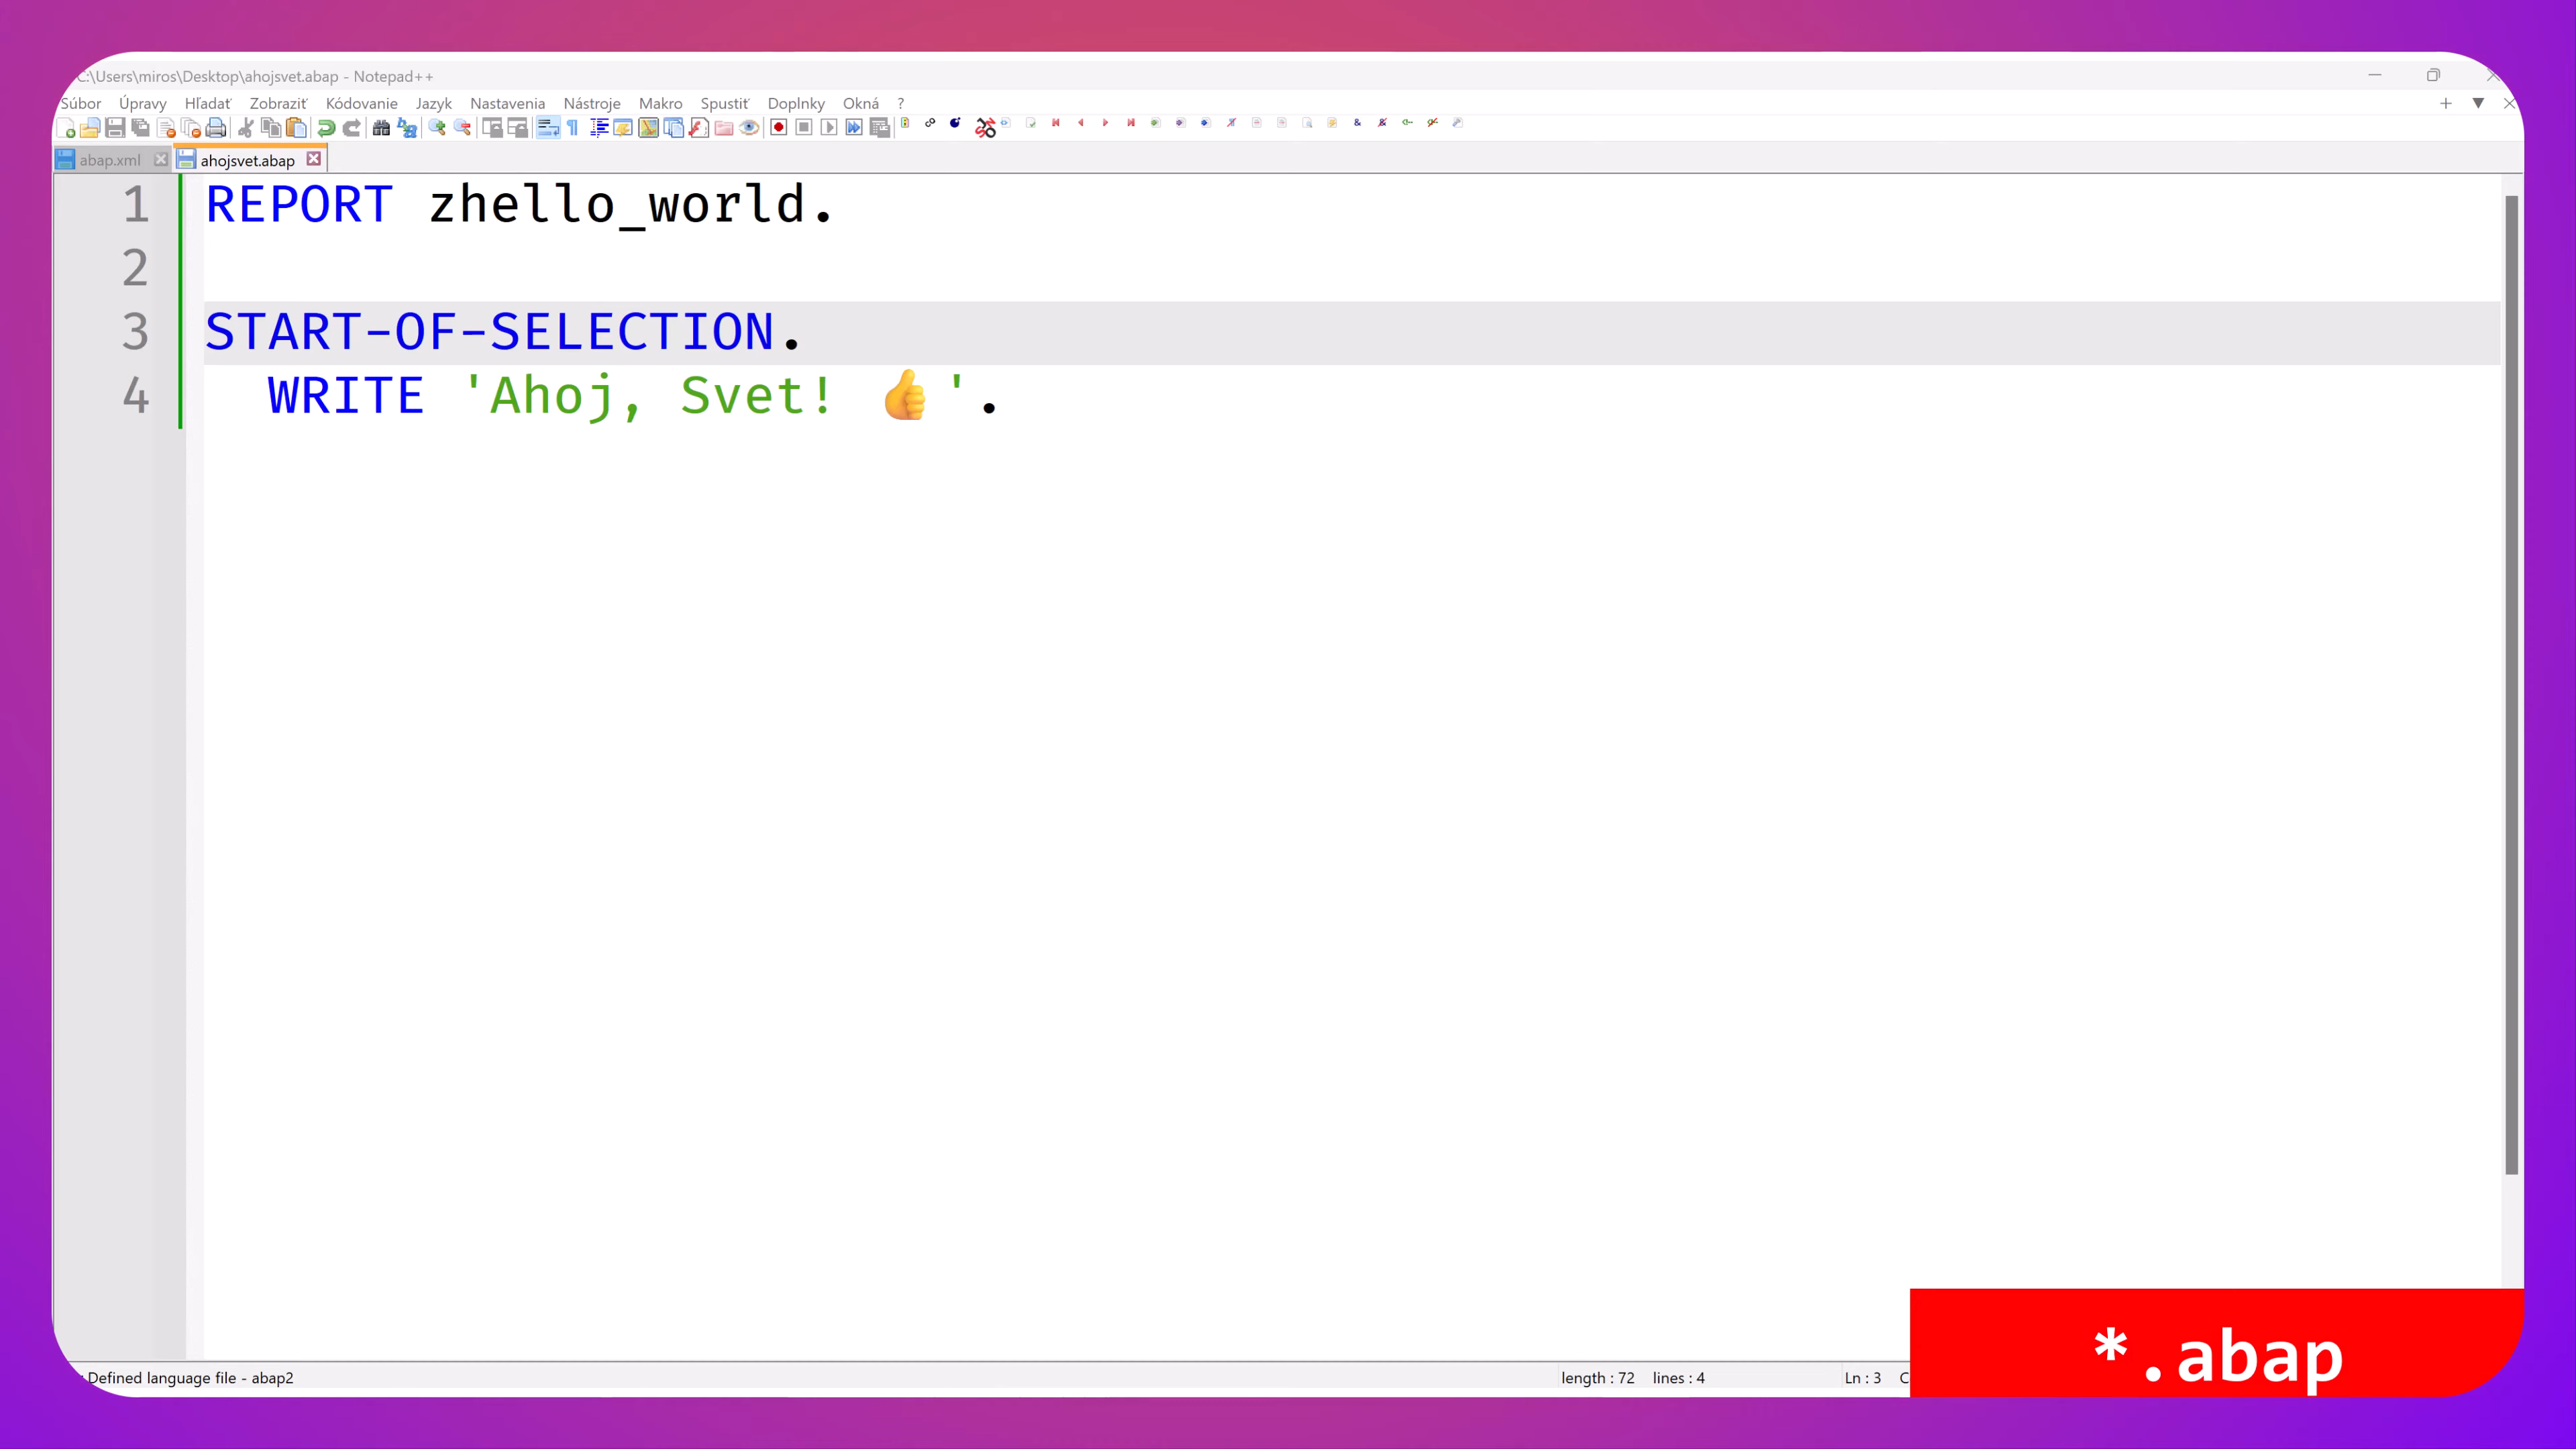 C:\Users\miros\Desktop\ahojsvet.abap - Notepad++
Súbor Úpravy Hľadať Zobraziť Kódovanie Jazyk Nastavenia Nástroje Makro Spustiť Doplnky Okná ?
abap.xml ahojsvet.abap
1 REPORT zhello_world.
2
3 START-OF-SELECTION.
4 WRITE 'Ahoj, Svet! 👍'.
Defined language file - abap2 length : 72 lines : 4 Ln : 3
*.abap